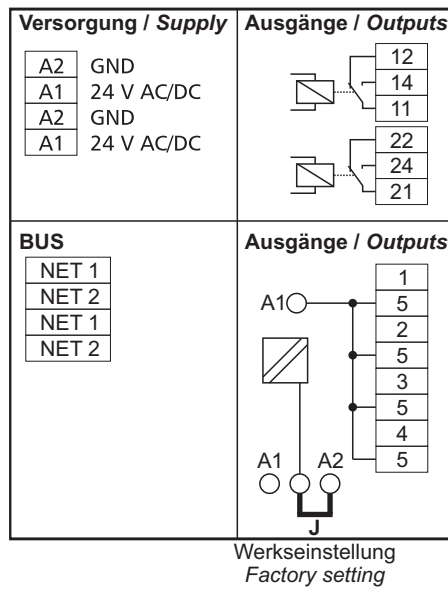 Versorgung / Supply
A2 GND
A1 24 V AC/DC
A2 GND
A1 24 V AC/DC
Ausgänge / Outputs
12
14
11
22
24
21
BUS
NET 1
NET 2
NET 1
NET 2
Ausgänge / Outputs
A1
1
5
2
5
3
5
4
5
A1 A2
J
Werkseinstellung
Factory setting